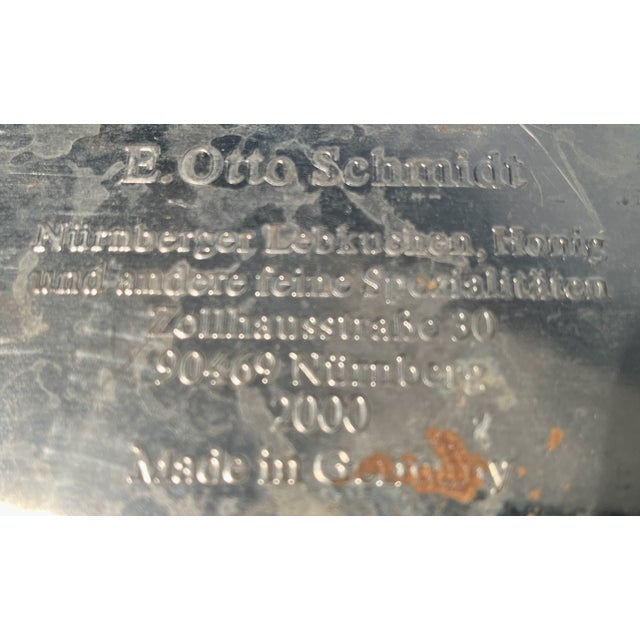 E. Otto Schmidt
Nürnberger Lebkuchen, Honig
und andere feine Spezialitäten
Zollhausstraße 30
90469 Nürnberg
2000
Made in Germany